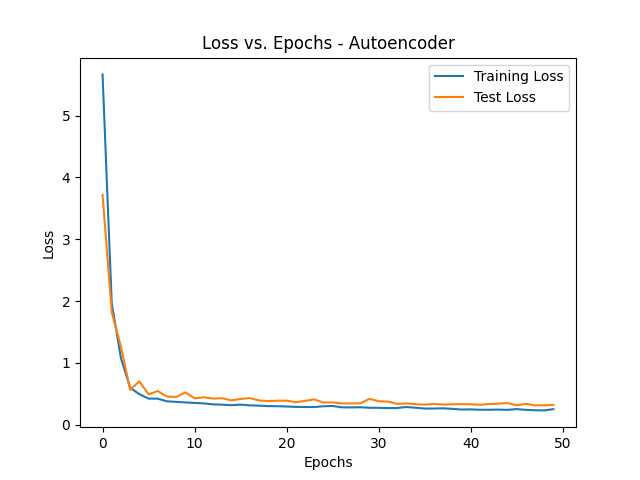 Loss vs. Epochs - Autoencoder
Training Loss
Test Loss
Loss
5
4
3
2
1
0
0 10 20 30 40 50
Epochs